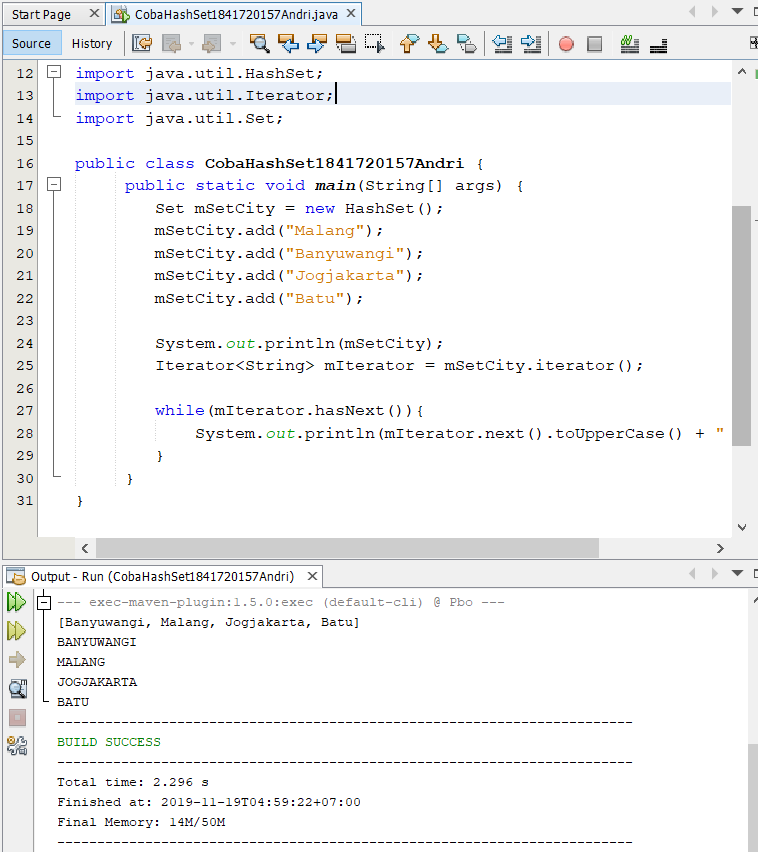 Start Page
CobaHashSet1841720157Andri.java
Source History
12 import java.util.HashSet;
13 import java.util.Iterator;
14 import java.util.Set;
15
16 public class CobaHashSet1841720157Andri {
17 public static void main(String[] args) {
18 Set mSetCity = new HashSet();
19 mSetCity.add("Malang");
20 mSetCity.add("Banyuwangi");
21 mSetCity.add("Jogjakarta");
22 mSetCity.add("Batu");
23
24 System.out.println(mSetCity);
25 Iterator<String> mIterator = mSetCity.iterator();
26
27 while(mIterator.hasNext()){
28 System.out.println(mIterator.next().toUpperCase() + "
29 }
30 }
31 }
Output - Run (CobaHashSet1841720157Andri)
--- exec-maven-plugin:1.5.0:exec (default-cli) @ Pbo ---
[Banyuwangi, Malang, Jogjakarta, Batu]
BANYUWANGI
MALANG
JOGJAKARTA
BATU
------------------------------------------------------------------------
BUILD SUCCESS
------------------------------------------------------------------------
Total time: 2.296 s
Finished at: 2019-11-19T04:59:22+07:00
Final Memory: 14M/50M
------------------------------------------------------------------------